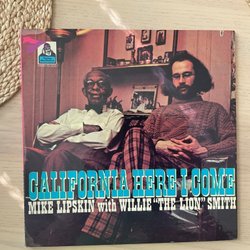 CALIFORNIA HERE I COME
MIKE LIPSKIN with WILLIE "THE LION" SMITH